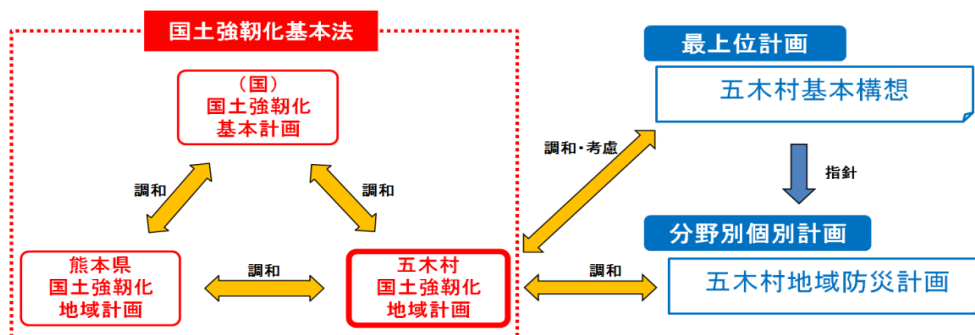 国土強靭化基本法
（国）
国土強靭化
基本計画
調和
調和
熊本県
国土強靭化
地域計画
調和
五木村
国土強靭化
地域計画
最上位計画
五木村基本構想
調和・考慮
指針
分野別個別計画
調和
五木村地域防災計画